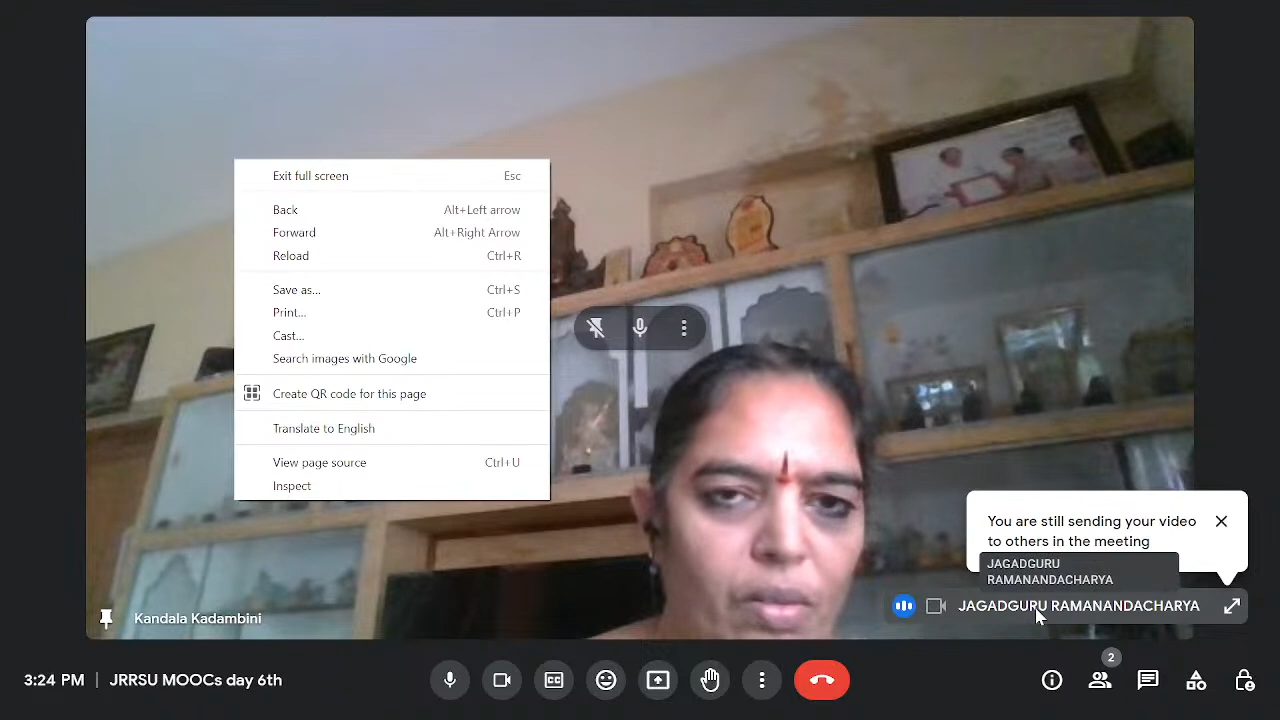 Exit full screen Esc
Back Alt+Left arrow
Forward Alt+Right Arrow
Reload Ctrl+R
Save as... Ctrl+S
Print... Ctrl+P
Cast...
Search images with Google
Create QR code for this page
Translate to English
View page source Ctrl+U
Inspect
You are still sending your video
to others in the meeting
JAGADGURU
RAMANANDACHARYA
JAGADGURU RAMANANDACHARYA
Kandala Kadambini
2
3:24 PM | JRRSU MOOCs day 6th